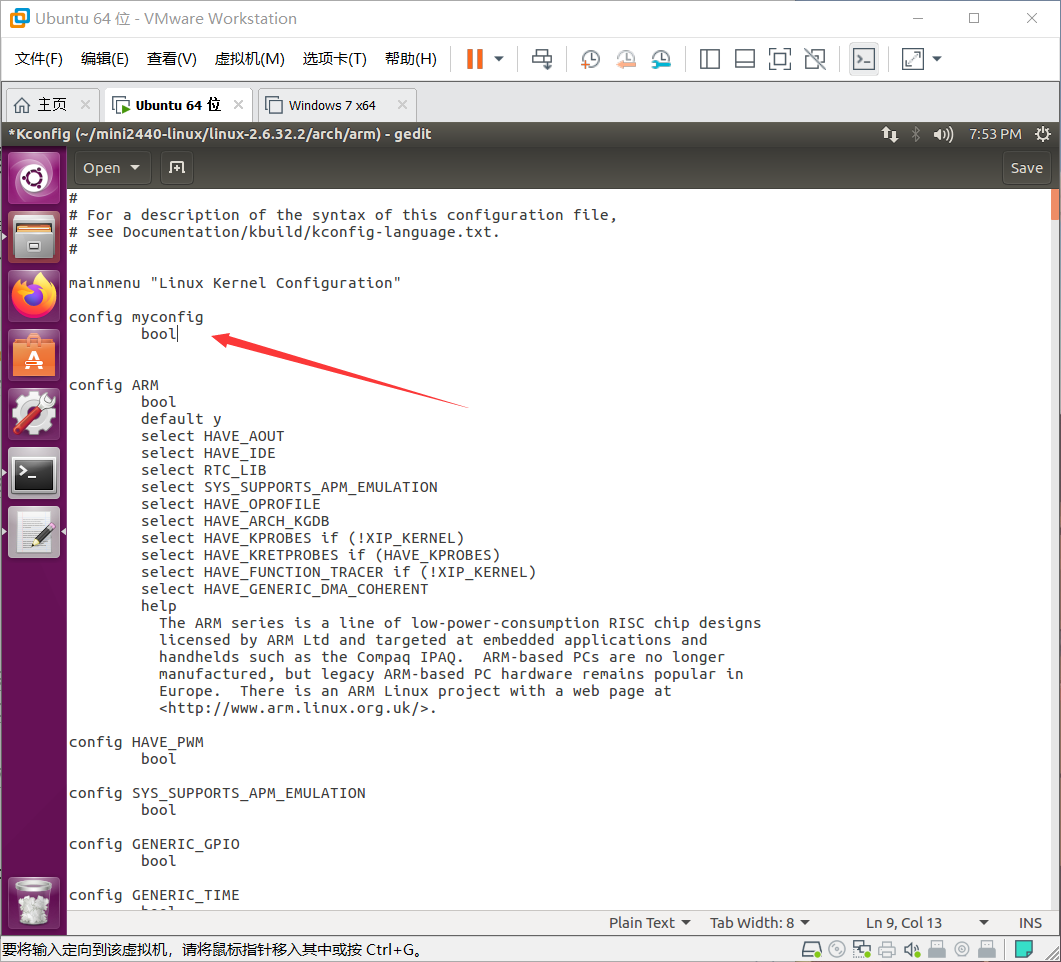 Ubuntu 64 位 - VMware Workstation
文件(F) 编辑(E) 查看(V) 虚拟机(M) 选项卡(T) 帮助(H)
主页 Ubuntu 64 位 Windows 7 x64
*Kconfig (~/mini2440-linux/linux-2.6.32.2/arch/arm) - gedit 7:53 PM
Open Save
#
# For a description of the syntax of this configuration file,
# see Documentation/kbuild/kconfig-language.txt.
#
mainmenu "Linux Kernel Configuration"
config myconfig
bool
config ARM
bool
default y
select HAVE_AOUT
select HAVE_IDE
select RTC_LIB
select SYS_SUPPORTS_APM_EMULATION
select HAVE_OPROFILE
select HAVE_ARCH_KGDB
select HAVE_KPROBES if (!XIP_KERNEL)
select HAVE_KRETPROBES if (HAVE_KPROBES)
select HAVE_FUNCTION_TRACER if (!XIP_KERNEL)
select HAVE_GENERIC_DMA_COHERENT
help
The ARM series is a line of low-power-consumption RISC chip designs
licensed by ARM Ltd and targeted at embedded applications and
handhelds such as the Compaq IPAQ.  ARM-based PCs are no longer
manufactured, but legacy ARM-based PC hardware remains popular in
Europe.  There is an ARM Linux project with a web page at
<http://www.arm.linux.org.uk/>.
config HAVE_PWM
bool
config SYS_SUPPORTS_APM_EMULATION
bool
config GENERIC_GPIO
bool
config GENERIC_TIME
bool
Plain Text Tab Width: 8 Ln 9, Col 13 INS
要将输入定向到该虚拟机，请将鼠标指针移入其中或按 Ctrl+G。